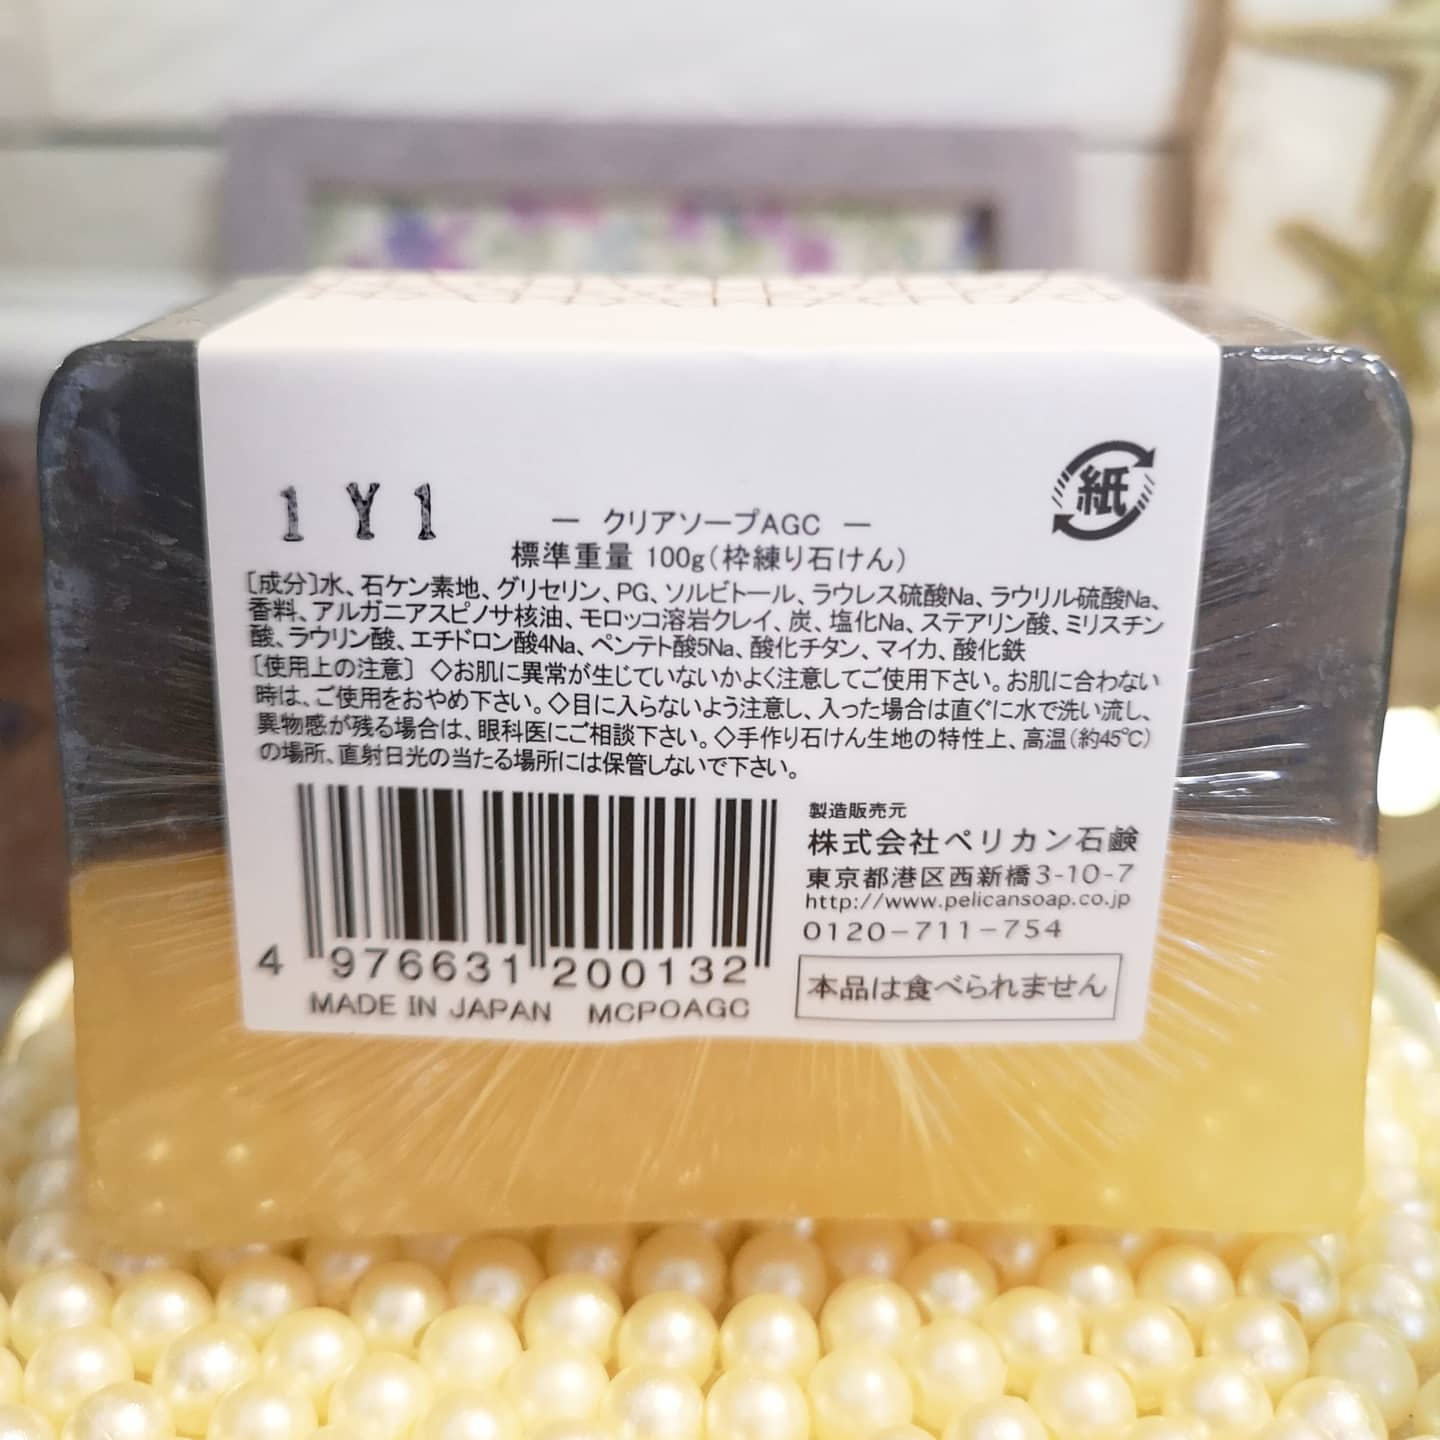 紙
1Y1
— クリアソープAGC —
標準重量 100g(枠練り石けん)
[成分]水、石ケン素地、グリセリン、PG、ソルビトール、ラウレス硫酸Na、ラウリル硫酸Na、
香料、アルガニアスピノサ核油、モロッコ溶岩クレイ、炭、塩化Na、ステアリン酸、ミリスチン
酸、ラウリン酸、エチドロン酸4Na、ペンテト酸5Na、酸化チタン、マイカ、酸化鉄
[使用上の注意] ◇お肌に異常が生じていないかよく注意してご使用下さい。お肌に合わない
時は、ご使用をおやめ下さい。◇目に入らないよう注意し、入った場合は直ぐに水で洗い流し、
異物感が残る場合は、眼科医にご相談下さい。◇手作り石けん生地の特性上、高温(約45℃)
の場所、直射日光の当たる場所には保管しないで下さい。
4 976631 200132
MADE IN JAPAN MCPOAGC
製造販売元
株式会社ペリカン石鹸
東京都港区西新橋3-10-7
http://www.pelicansoap.co.jp
0120-711-754
本品は食べられません